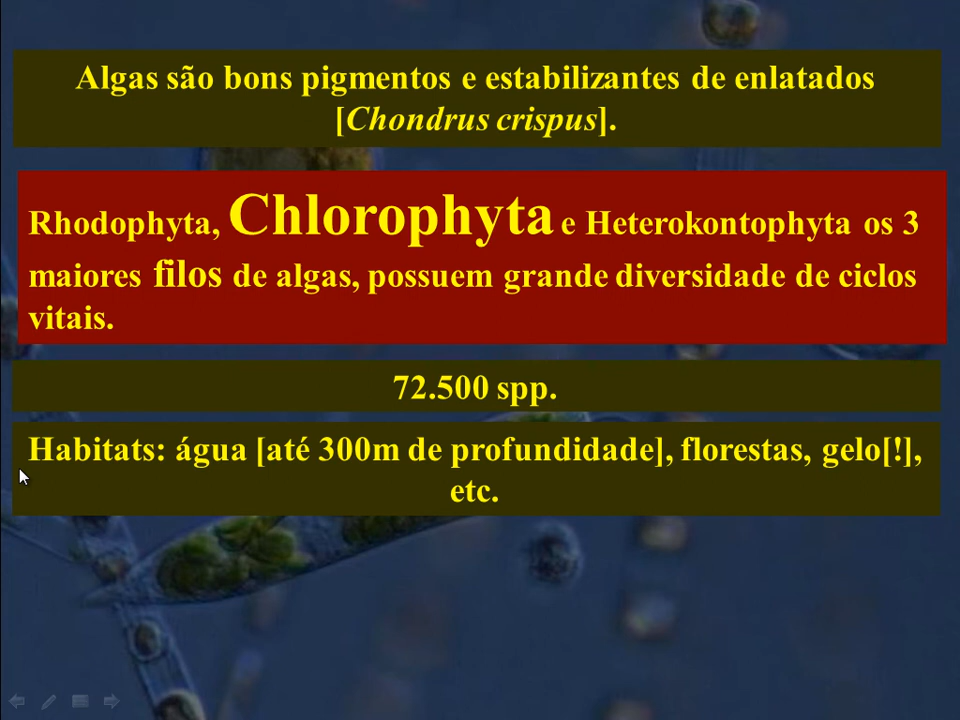 Algas são bons pigmentos e estabilizantes de enlatados
[Chondrus crispus].
Rhodophyta, Chlorophyta e Heterokontophyta os 3
maiores filos de algas, possuem grande diversidade de ciclos
vitais.
72.500 spp.
Habitats: água [até 300m de profundidade], florestas, gelo[!],
etc.